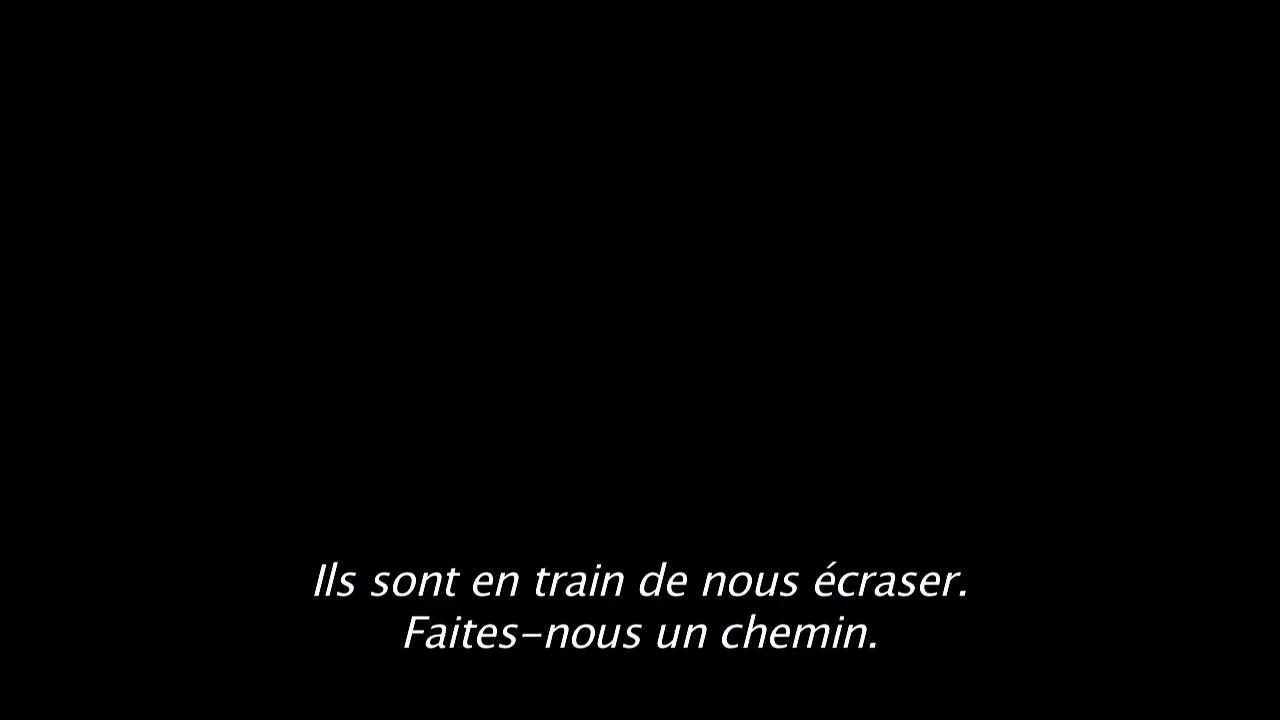 Ils sont en train de nous écraser.
Faites-nous un chemin.